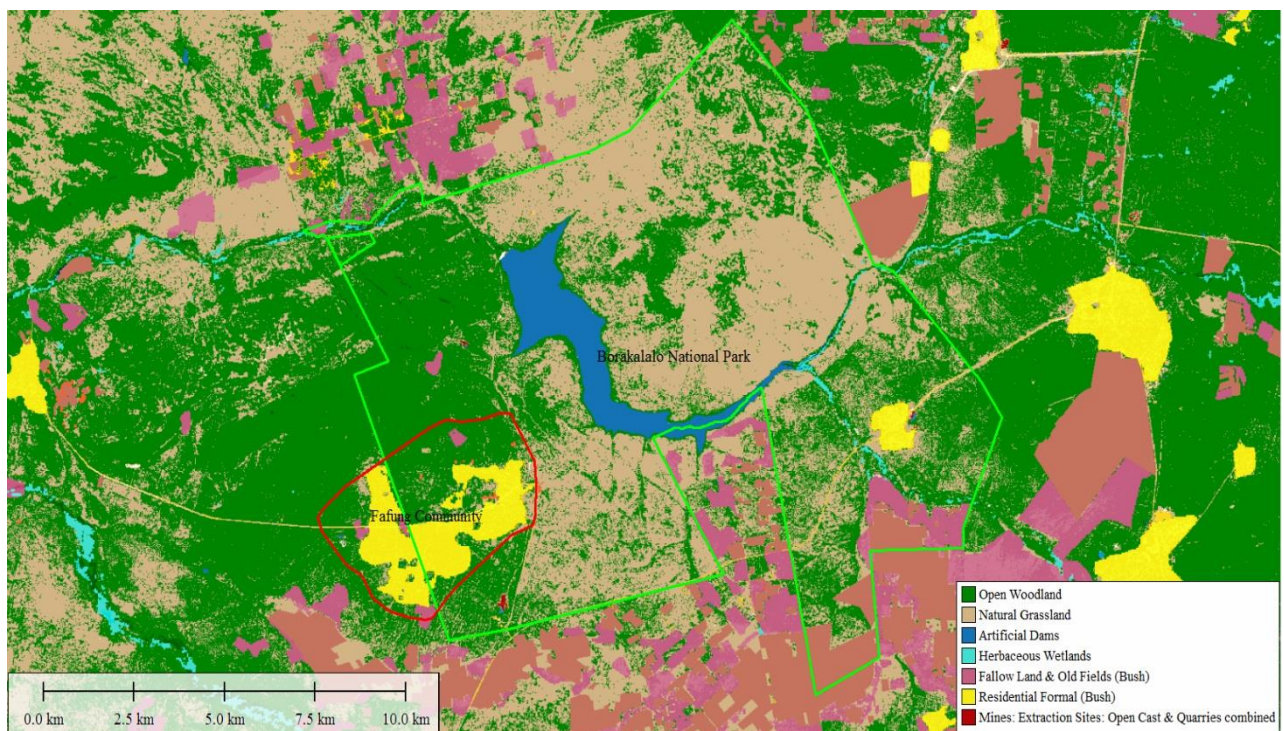 Borakalalo National Park
Fafung Community
Open Woodland
Natural Grassland
Artificial Dams
Herbaceous Wetlands
Fallow Land & Old Fields (Bush)
Residential Formal (Bush)
Mines: Extraction Sites: Open Cast & Quarries combined
0.0 km 2.5 km 5.0 km 7.5 km 10.0 km